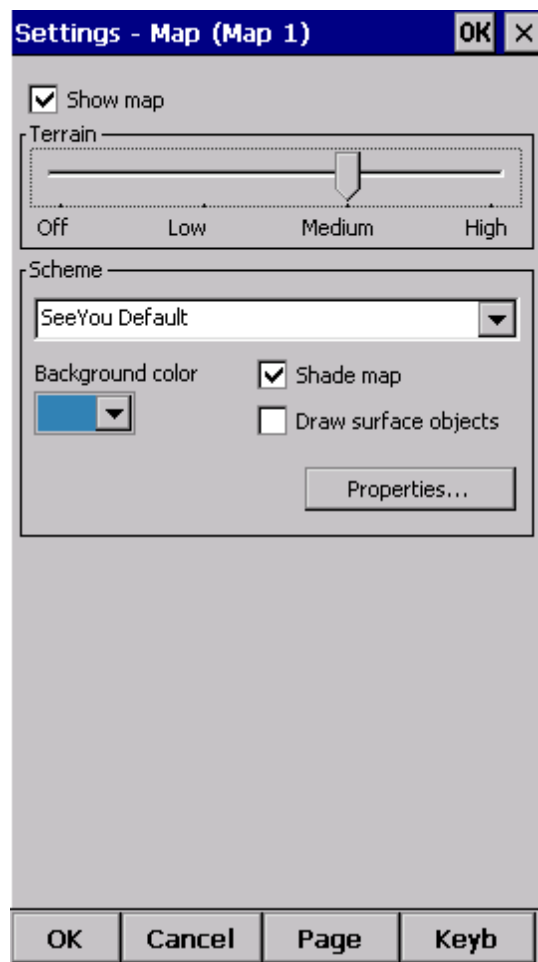 Settings - Map (Map 1) OK ×
Show map
Terrain
Off Low Medium High
Scheme
SeeYou Default
Background color Shade map
Draw surface objects
Properties...
OK Cancel Page Keyb